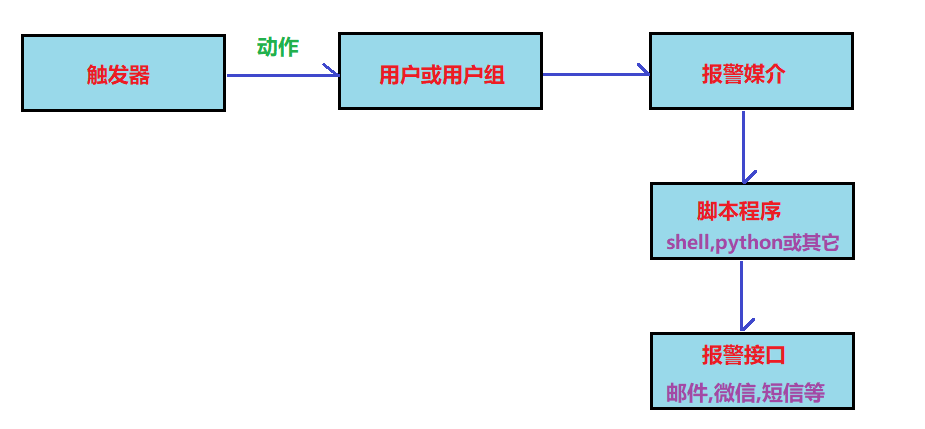 动作
触发器
用户或用户组
报警媒介
脚本程序
shell,python或其它
报警接口
邮件,微信,短信等